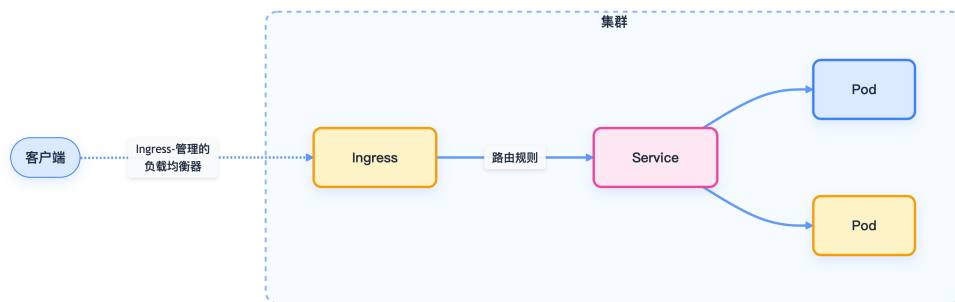 集群
客户端
Ingress-管理的
负载均衡器
Ingress
路由规则
Service
Pod
Pod